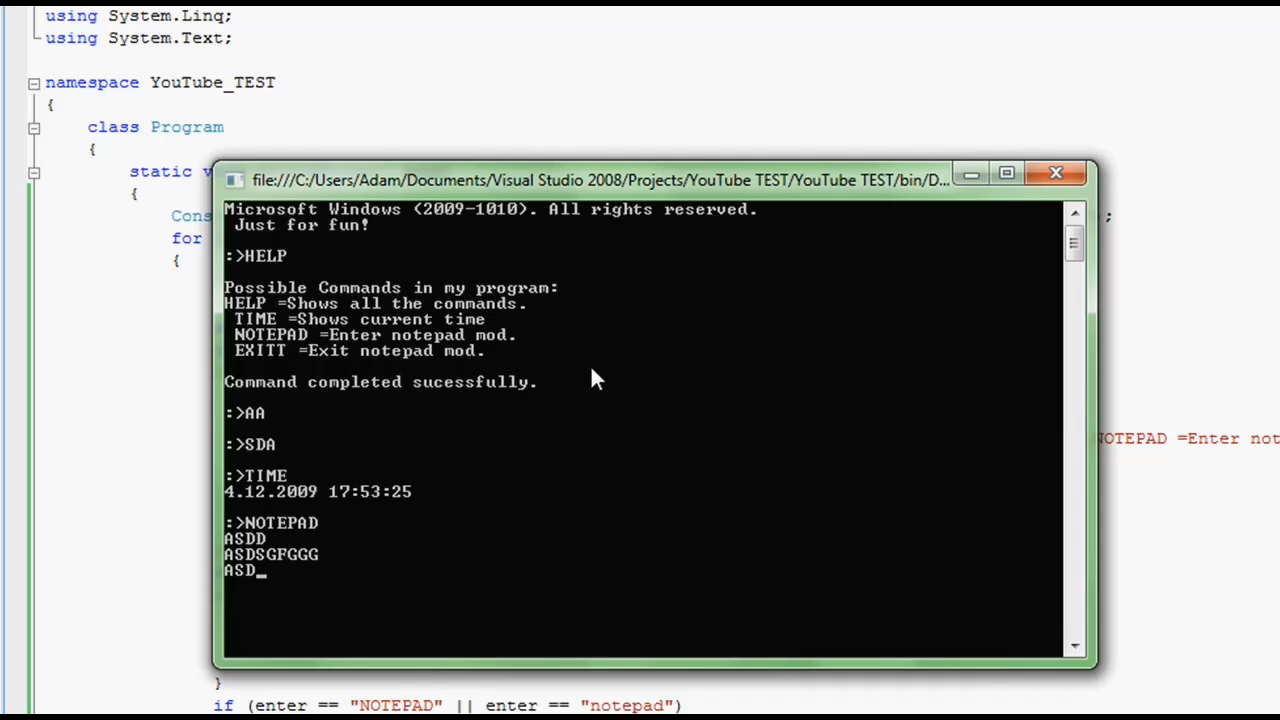 using System.Linq;
using System.Text;
namespace YouTube_TEST
{
class Program
{
static v
{
Cons
;
for
{
file:///C:/Users/Adam/Documents/Visual Studio 2008/Projects/YouTube TEST/YouTube TEST/bin/D...
Microsoft Windows (2009-1010). All rights reserved.
Just for fun!
:>HELP
Possible Commands in my program:
HELP =Shows all the commands.
TIME =Shows current time
NOTEPAD =Enter notepad mod.
EXITT =Exit notepad mod.
Command completed sucessfully.
:>AA
:>SDA
:>TIME
4.12.2009 17:53:25
:>NOTEPAD
ASDD
ASDSGFGGG
ASD_
NOTEPAD =Enter not
}
if (enter == "NOTEPAD" || enter == "notepad")